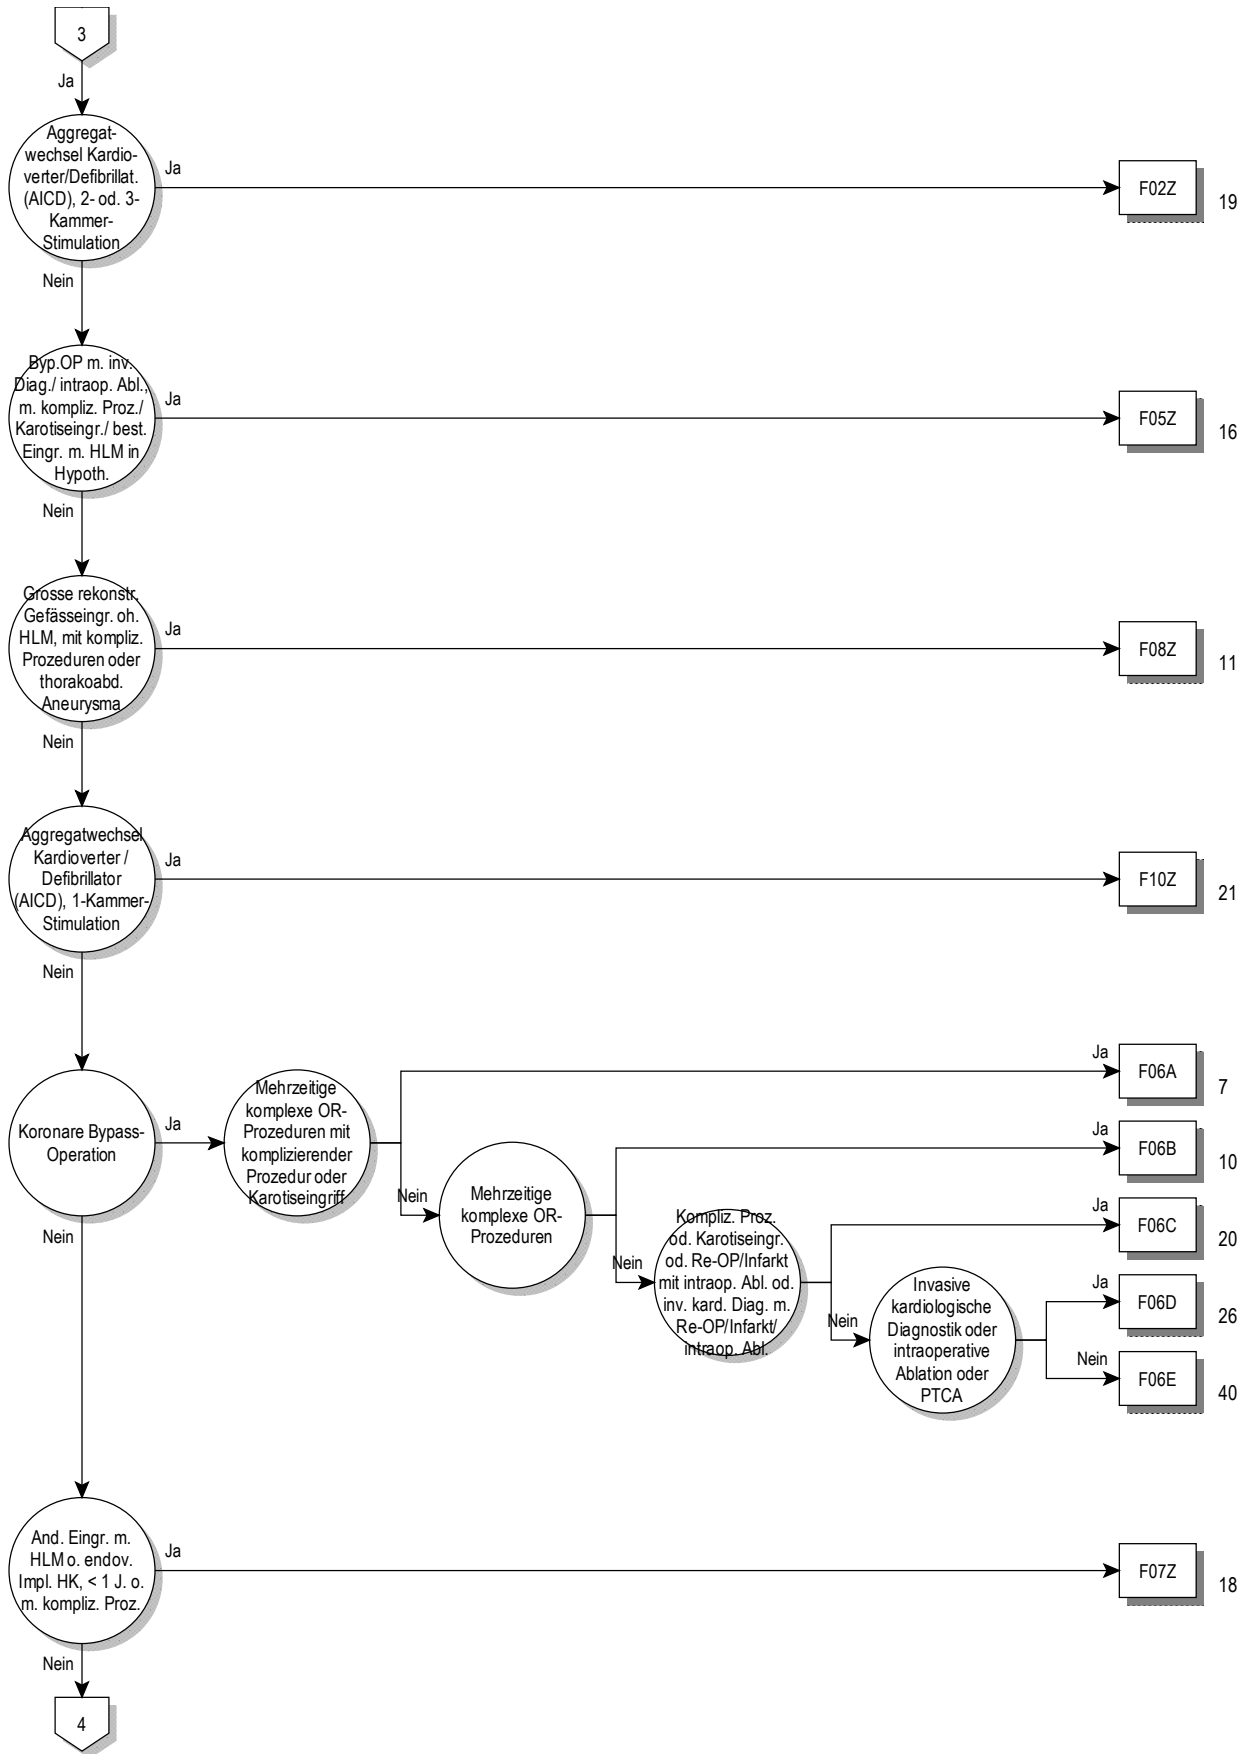 3
Ja
Aggregat-
wechsel Kardio-
verter/Defibrillat.
(AICD), 2- od. 3-
Kammer-
Stimulation
Ja
F02Z
19
Nein
Byp.OP m. inv.
Diag./ intraop. Abl.,
m. kompliz. Proz./
Karotiseingr./ best.
Eingr. m. HLM in
Hypoth.
Ja
F05Z
16
Nein
Grosse rekonstr.
Gefässeingr. oh.
HLM, mit kompliz.
Prozeduren oder
thorakoabd.
Aneurysma
Ja
F08Z
11
Nein
Aggregatwechsel
Kardioverter /
Defibrillator
(AICD), 1-Kammer-
Stimulation
Ja
F10Z
21
Nein
Koronare Bypass-
Operation
Ja
Mehrzeitige
komplexe OR-
Prozeduren mit
komplizierender
Prozedur oder
Karotiseingriff
Ja
F06A
7
Nein
Mehrzeitige
komplexe OR-
Prozeduren
Ja
F06B
10
Nein
Kompliz. Proz.
od. Karotiseingr.
od. Re-OP/Infarkt
mit intraop. Abl. od.
inv. kard. Diag. m.
Re-OP/Infarkt/
intraop. Abl.
Ja
F06C
20
Nein
Invasive
kardiologische
Diagnostik oder
intraoperative
Ablation oder
PTCA
Ja
F06D
26
Nein
F06E
40
Nein
And. Eingr. m.
HLM o. endov.
Impl. HK, < 1 J. o.
m. kompliz. Proz.
Ja
F07Z
18
Nein
4